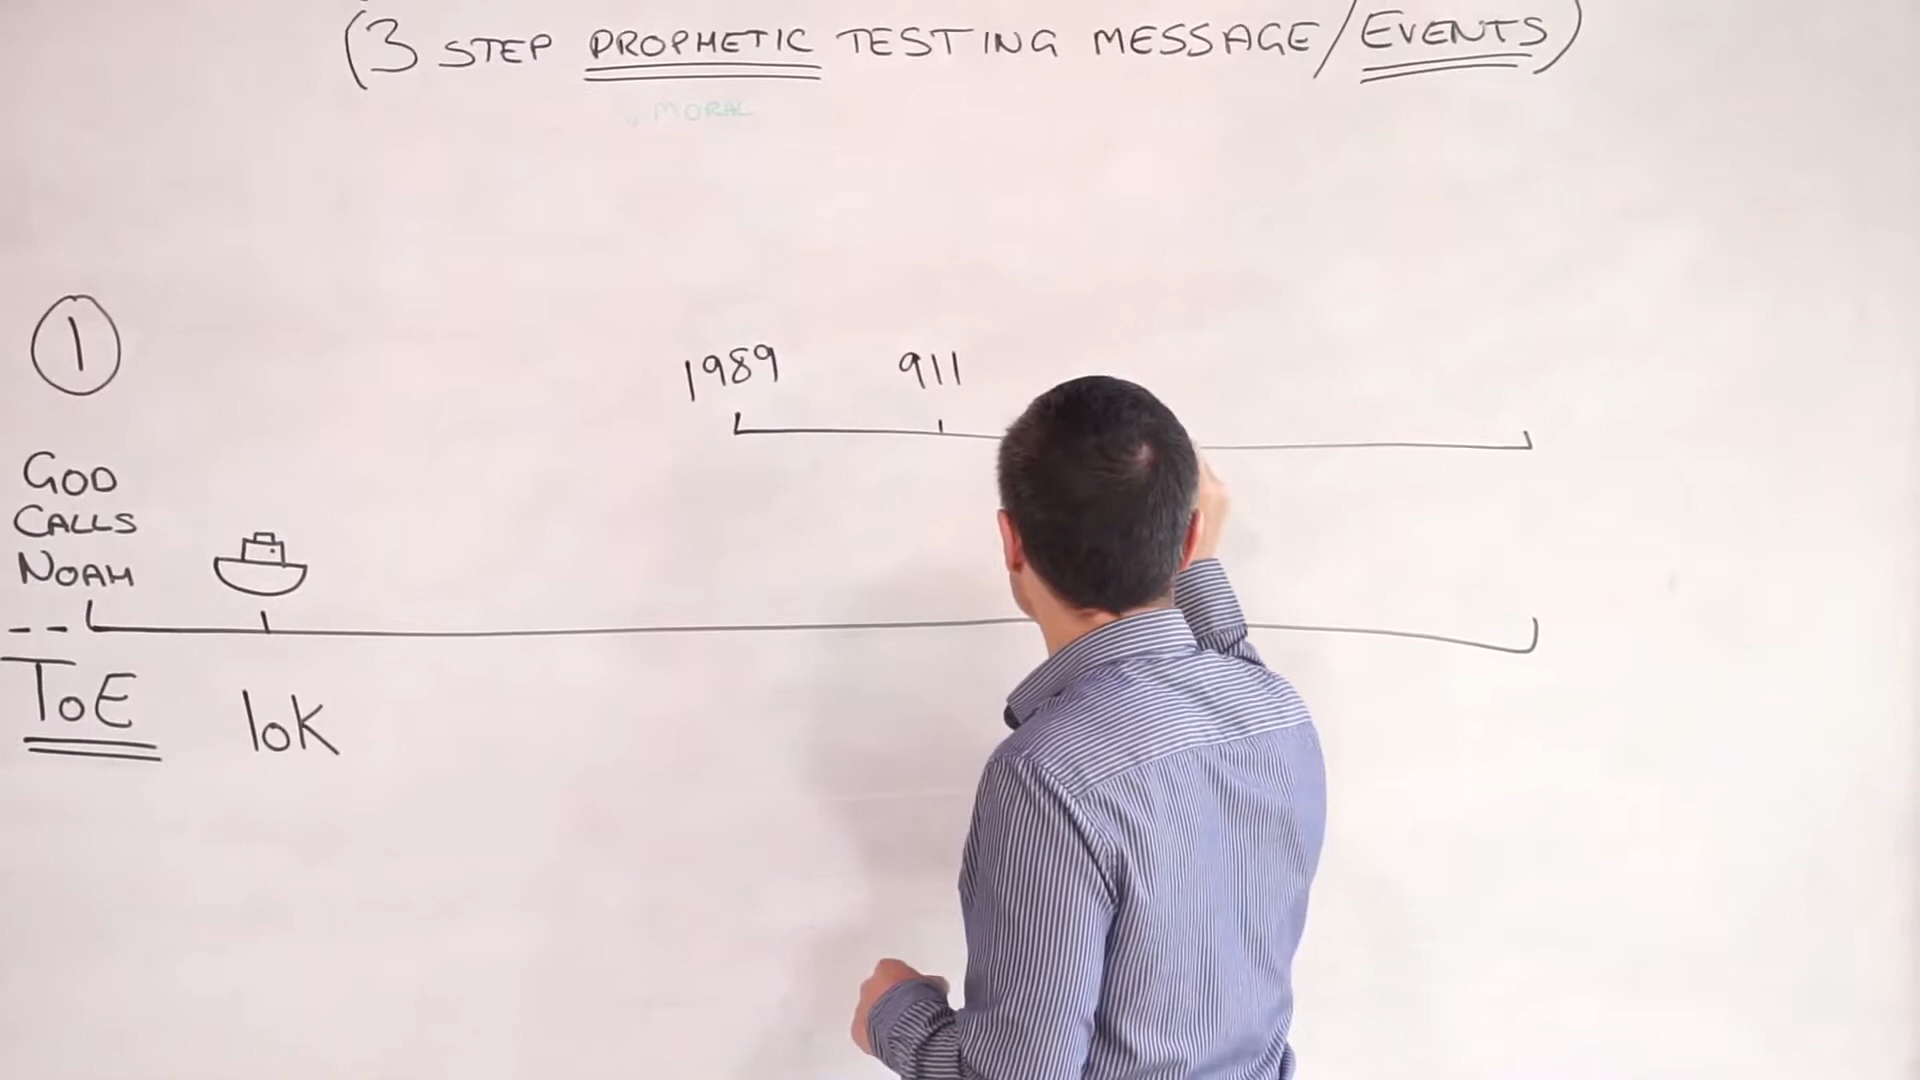 (3 STEP PROPHETIC TESTING MESSAGE/EVENTS)
MORAL
1
1989 911
GOD
CALLS
NOAH
ToE 10K